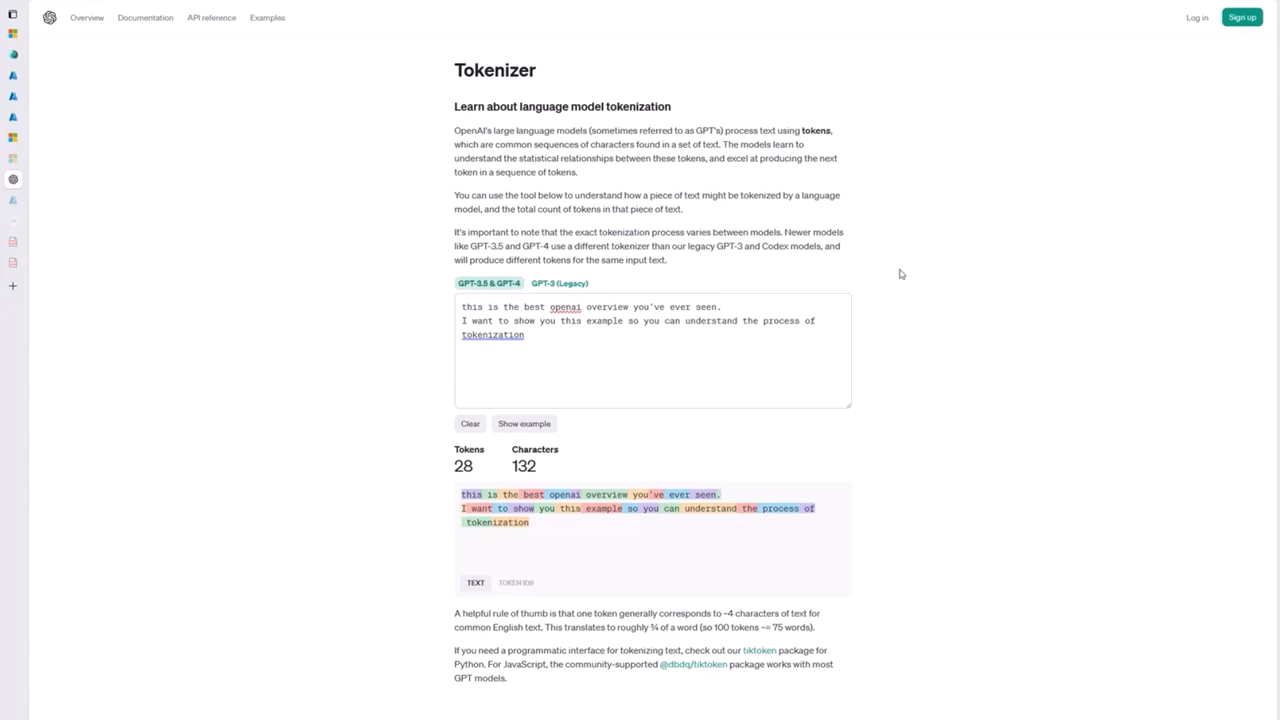 Overview Documentation API reference Examples Log in Sign up
Tokenizer
Learn about language model tokenization
OpenAI's large language models (sometimes referred to as GPT's) process text using tokens,
which are common sequences of characters found in a set of text. The models learn to
understand the statistical relationships between these tokens, and excel at producing the next
token in a sequence of tokens.
You can use the tool below to understand how a piece of text might be tokenized by a language
model, and the total count of tokens in that piece of text.
It's important to note that the exact tokenization process varies between models. Newer models
like GPT-3.5 and GPT-4 use a different tokenizer than our legacy GPT-3 and Codex models, and
will produce different tokens for the same input text.
GPT-3.5 & GPT-4 GPT-3 (Legacy)
this is the best openai overview you've ever seen.
I want to show you this example so you can understand the process of
tokenization
Clear Show example
Tokens Characters
28 132
this is the best openai overview you've ever seen.
I want to show you this example so you can understand the process of
tokenization
TEXT TOKEN IDS
A helpful rule of thumb is that one token generally corresponds to ~4 characters of text for
common English text. This translates to roughly ¾ of a word (so 100 tokens ~= 75 words).
If you need a programmatic interface for tokenizing text, check out our tiktoken package for
Python. For JavaScript, the community-supported @dbdq/tiktoken package works with most
GPT models.